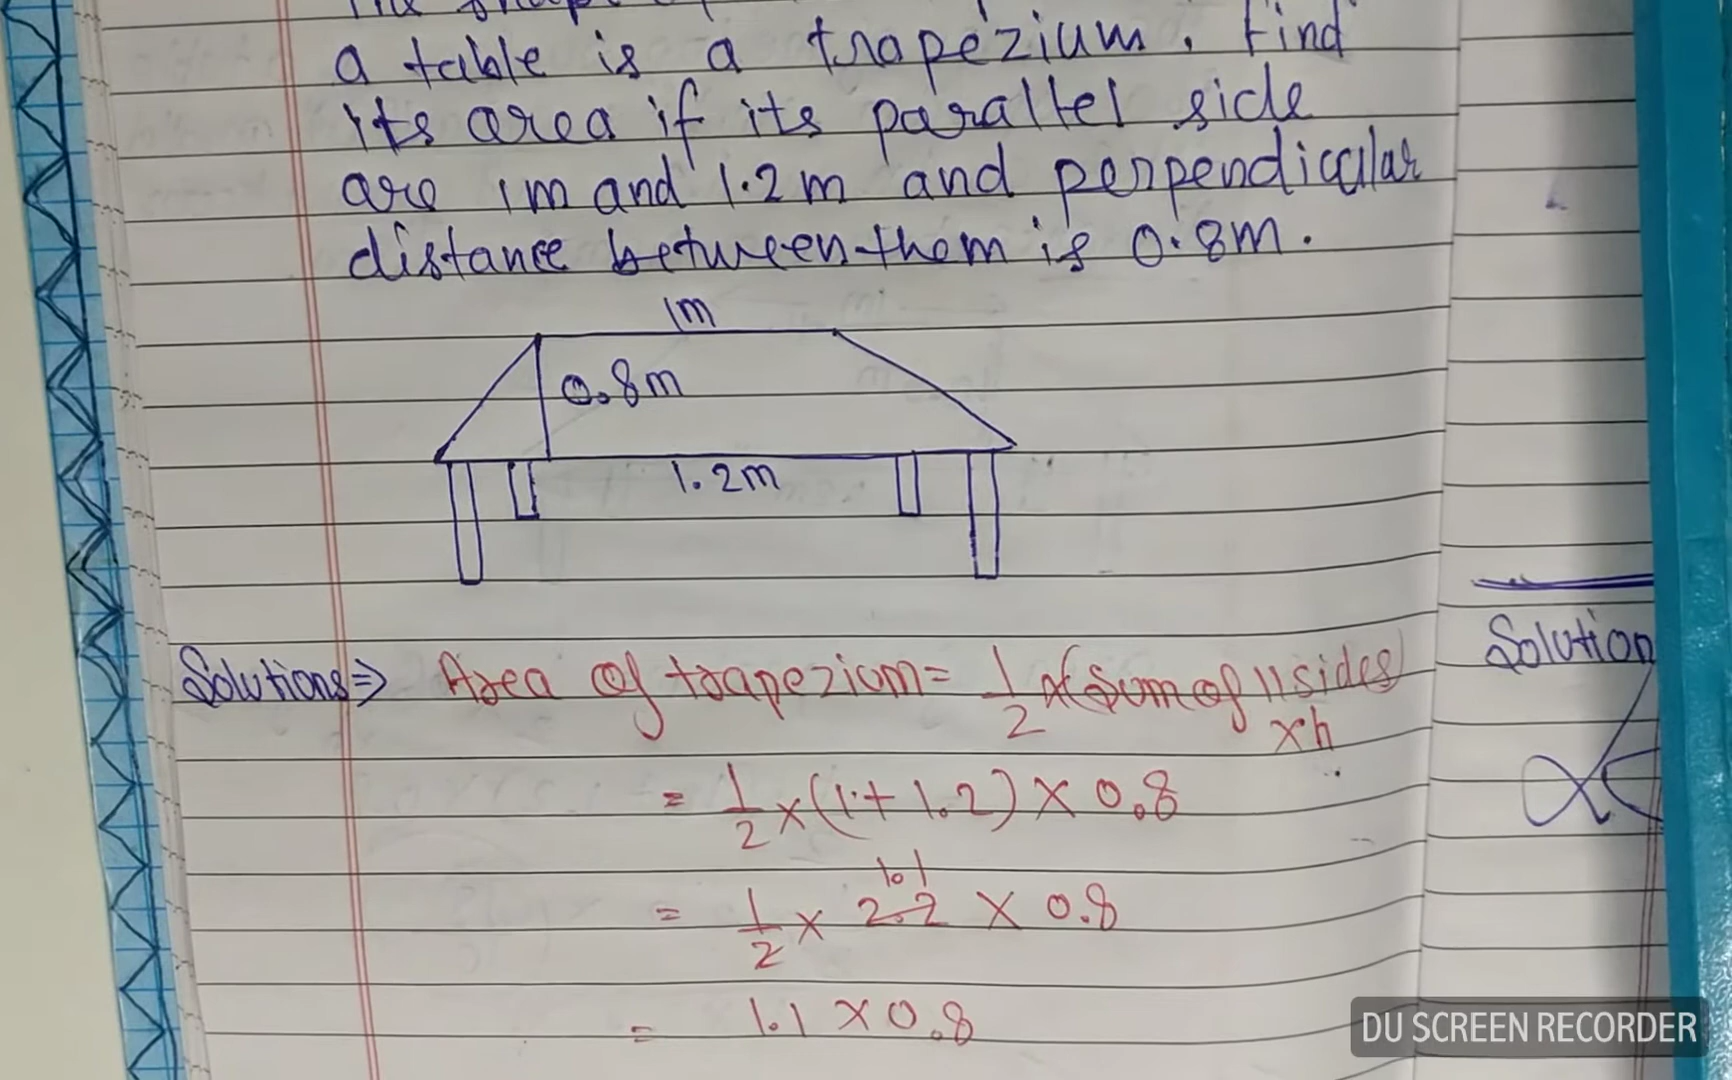 a table is a trapezium. Find
its area if its parallel side
are 1m and 1.2m and perpendicular
distance between them is 0.8m.
1m
0.8m
1.2m
Solutions⇒ Area of trapezium= 1/2 x(Sum of 11 sides)
xh
= 1/2 x (1+1.2) x 0.8
1.1
= 1/2 x 2.2 x 0.8
= 1.1 x 0.8
Solution
DU SCREEN RECORDER